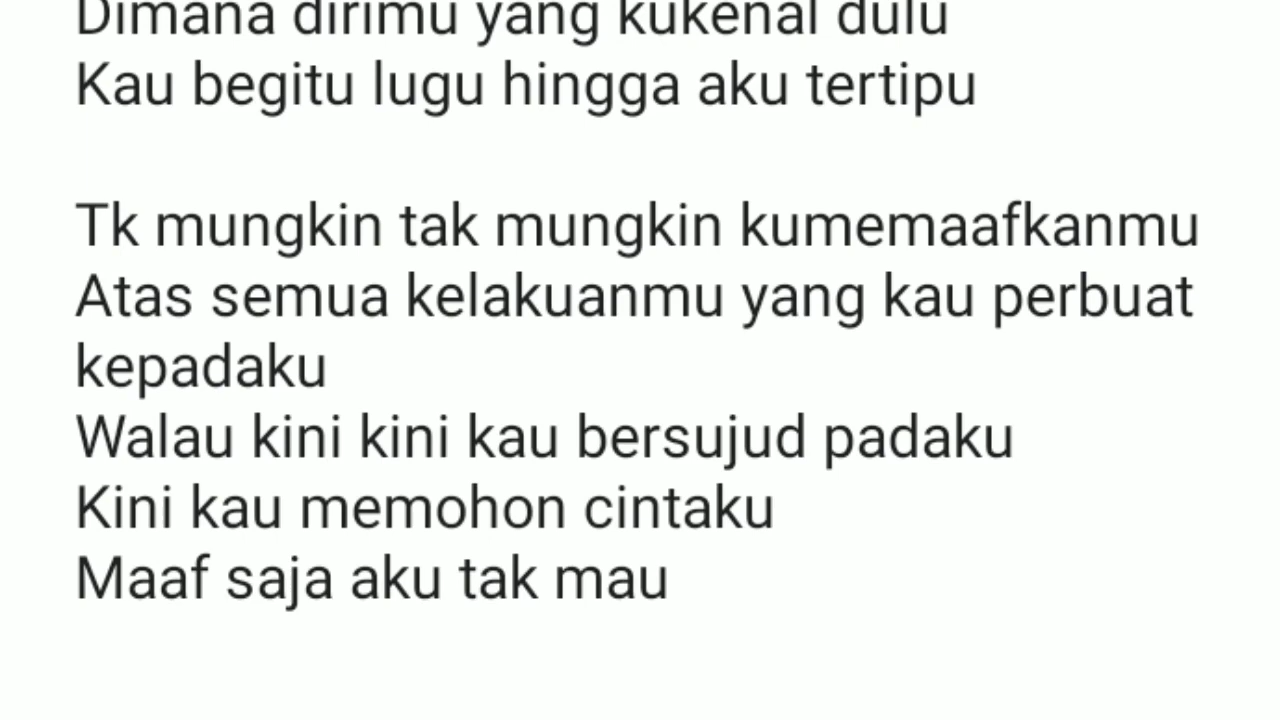 Dimana dirimu yang kukenal dulu
Kau begitu lugu hingga aku tertipu
Tk mungkin tak mungkin kumemaafkanmu
Atas semua kelakuanmu yang kau perbuat
kepadaku
Walau kini kini kau bersujud padaku
Kini kau memohon cintaku
Maaf saja aku tak mau